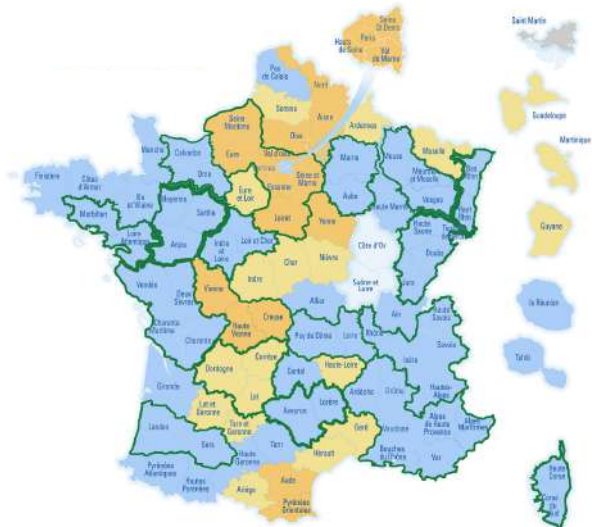 Seine
St Denis
Hauts
de Seine
Paris
Val
de Marne
Saint Martin
Pas
de Calais
Nord
Somme
Aisne
Ardennes
Oise
Seine
Maritime
Eure
Val d'Oise
Guadeloupe
Martinique
Guyane
la Réunion
Tahiti
Manche
Calvados
Orne
Eure
et Loir
Essonne
Seine et
Marne
Marne
Aube
Meuse
Moselle
Meurthe
et Moselle
Vosges
Bas
Rhin
Haut
Rhin
Haute Marne
Finistère
Côtes
d'Armor
Ille
et Vilaine
Morbihan
Mayenne
Sarthe
Loire
Atlantique
Anjou
Indre
et
Loire
Loir et Cher
Loiret
Yonne
Côte d'Or
Haute
Saône
Doubs
Jura
Saône et
Loire
Nièvre
Cher
Indre
Vendée
Deux
Sèvres
Vienne
Charente
Maritime
Charente
Haute
Vienne
Creuse
Allier
Puy de Dôme
Loire
Rhône
Ain
Haute
Savoie
Savoie
Isère
Corrèze
Dordogne
Cantal
Haute-Loire
Ardèche
Drôme
Hautes-
Alpes
Gironde
Lot
Lot et
Garonne
Tarn et
Garonne
Aveyron
Lozère
Gard
Vaucluse
Alpes
de Haute
Provence
Alpes
Maritimes
Landes
Gers
Haute
Garonne
Tarn
Hérault
Bouches
du Rhône
Var
Pyrénées
Atlantiques
Hautes
Pyrénées
Ariège
Aude
Pyrénées
Orientales
Haute
Corse
Corse
du
Sud